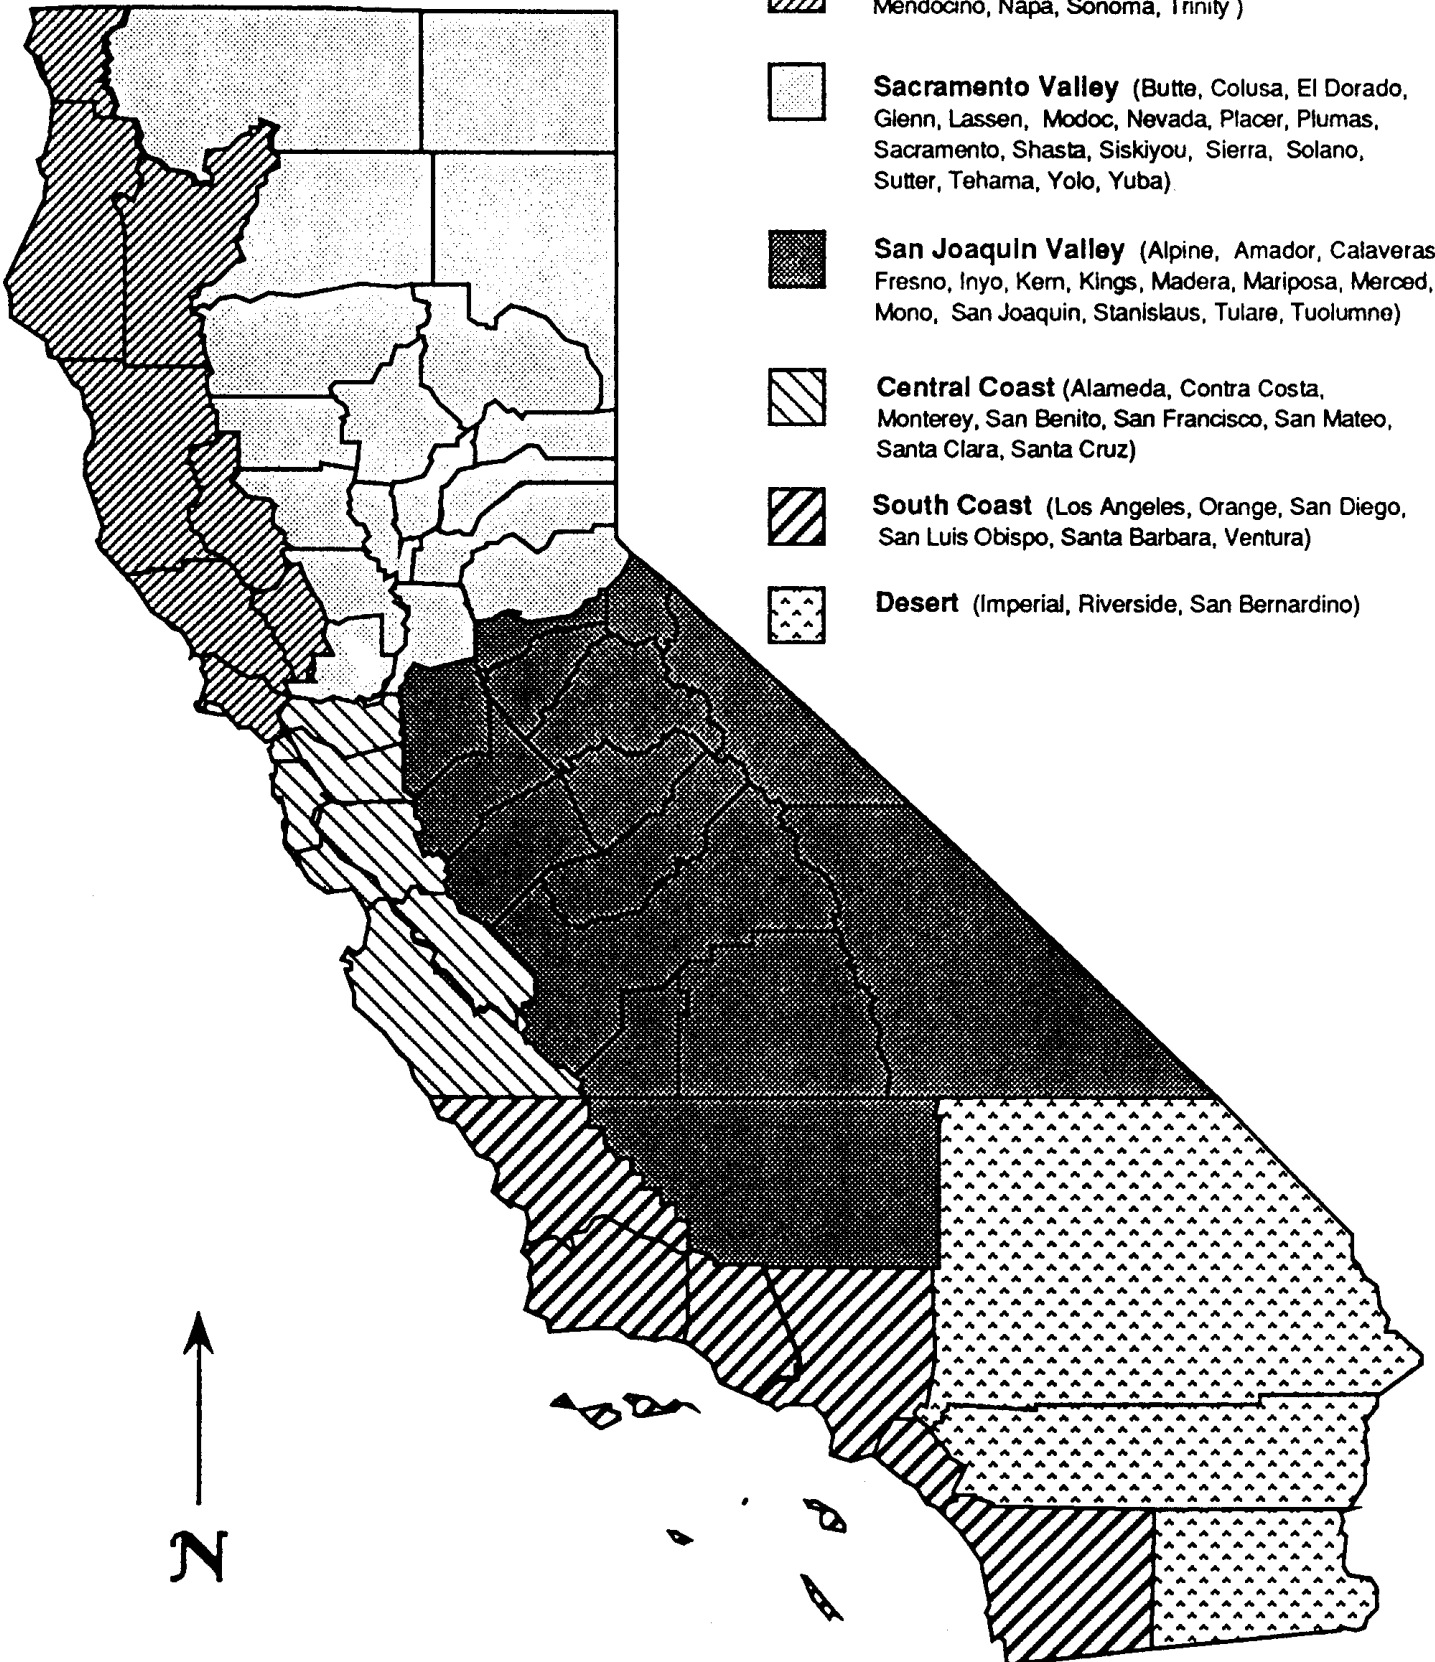 Mendocino, Napa, Sonoma, Trinity )
Sacramento Valley (Butte, Colusa, El Dorado,
Glenn, Lassen, Modoc, Nevada, Placer, Plumas,
Sacramento, Shasta, Siskiyou, Sierra, Solano,
Sutter, Tehama, Yolo, Yuba)
San Joaquin Valley (Alpine, Amador, Calaveras
Fresno, Inyo, Kern, Kings, Madera, Mariposa, Merced,
Mono, San Joaquin, Stanislaus, Tulare, Tuolumne)
Central Coast (Alameda, Contra Costa,
Monterey, San Benito, San Francisco, San Mateo,
Santa Clara, Santa Cruz)
South Coast (Los Angeles, Orange, San Diego,
San Luis Obispo, Santa Barbara, Ventura)
Desert (Imperial, Riverside, San Bernardino)
N